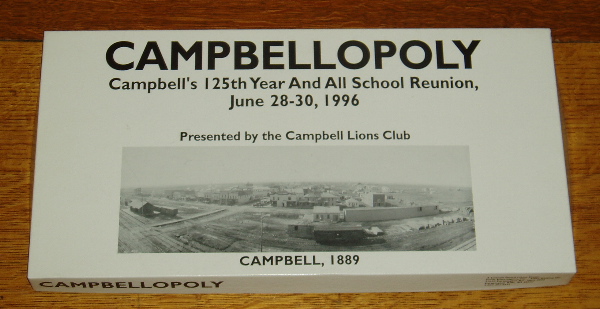 CAMPBELLOPOLY
Campbell's 125th Year And All School Reunion,
June 28-30, 1996
Presented by the Campbell Lions Club
CAMPBELL, 1889
CAMPBELLOPOLY